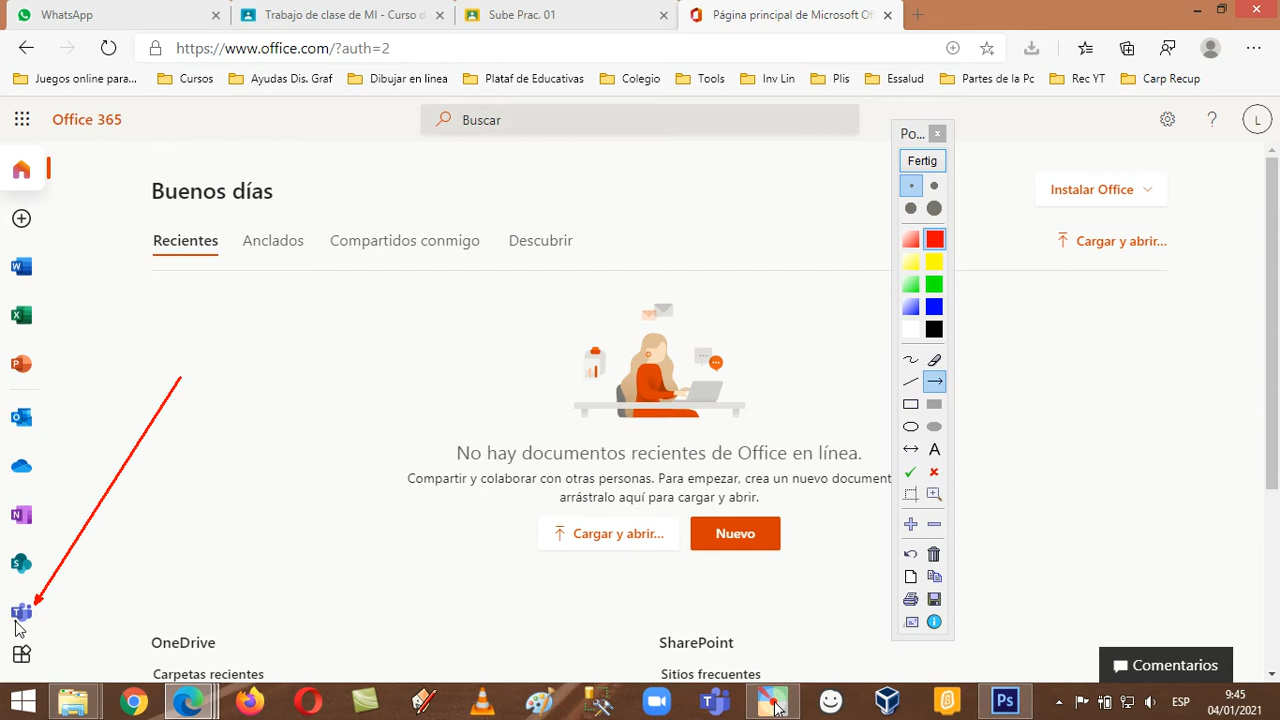 WhatsApp
Trabajo de clase de MI - Curso d
Sube Prac. 01
Página principal de Microsoft Ofi
https://www.office.com/?auth=2
Juegos online para...
Cursos
Ayudas Dis. Graf
Dibujar en linea
Plataf de Educativas
Colegio
Tools
Inv Lin
Plis
Essalud
Partes de la Pc
Rec YT
Carp Recup
Office 365
Buscar
L
Po...
Fertig
Buenos días
Instalar Office
Recientes
Anclados
Compartidos conmigo
Descubrir
Cargar y abrir...
No hay documentos recientes de Office en línea.
Compartir y colaborar con otras personas. Para empezar, crea un nuevo document
arrástralo aquí para cargar y abrir.
Cargar y abrir...
Nuevo
A
OneDrive
SharePoint
Carpetas recientes
Sitios frecuentes
Comentarios
Ps
ESP
9:45
04/01/2021